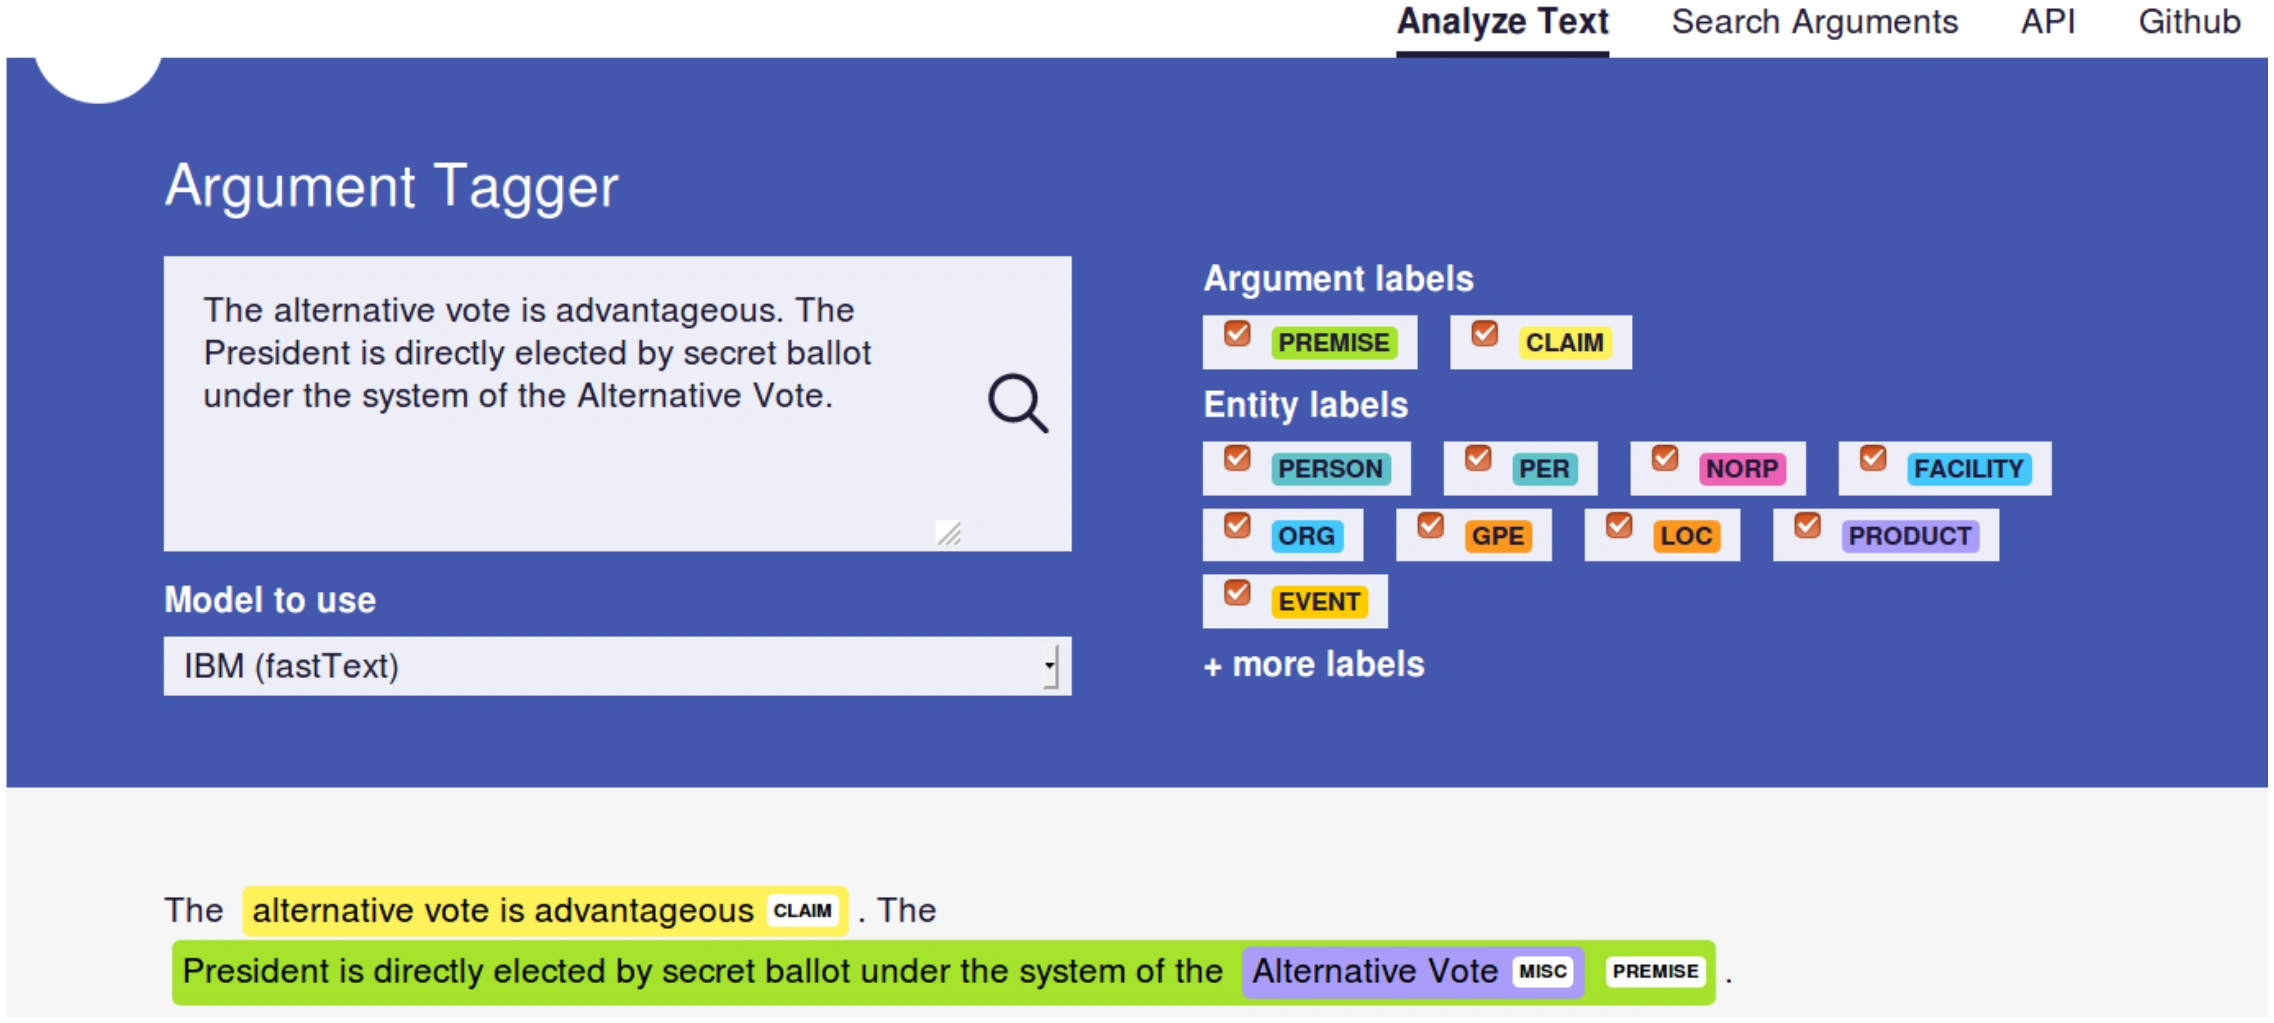 Analyze Text Search Arguments API Github
Argument Tagger
The alternative vote is advantageous. The
President is directly elected by secret ballot
under the system of the Alternative Vote.
Model to use
IBM (fastText)
Argument labels
PREMISE CLAIM
Entity labels
PERSON PER NORP FACILITY
ORG GPE LOC PRODUCT
EVENT
+ more labels
The alternative vote is advantageous CLAIM . The
President is directly elected by secret ballot under the system of the Alternative Vote MISC PREMISE .